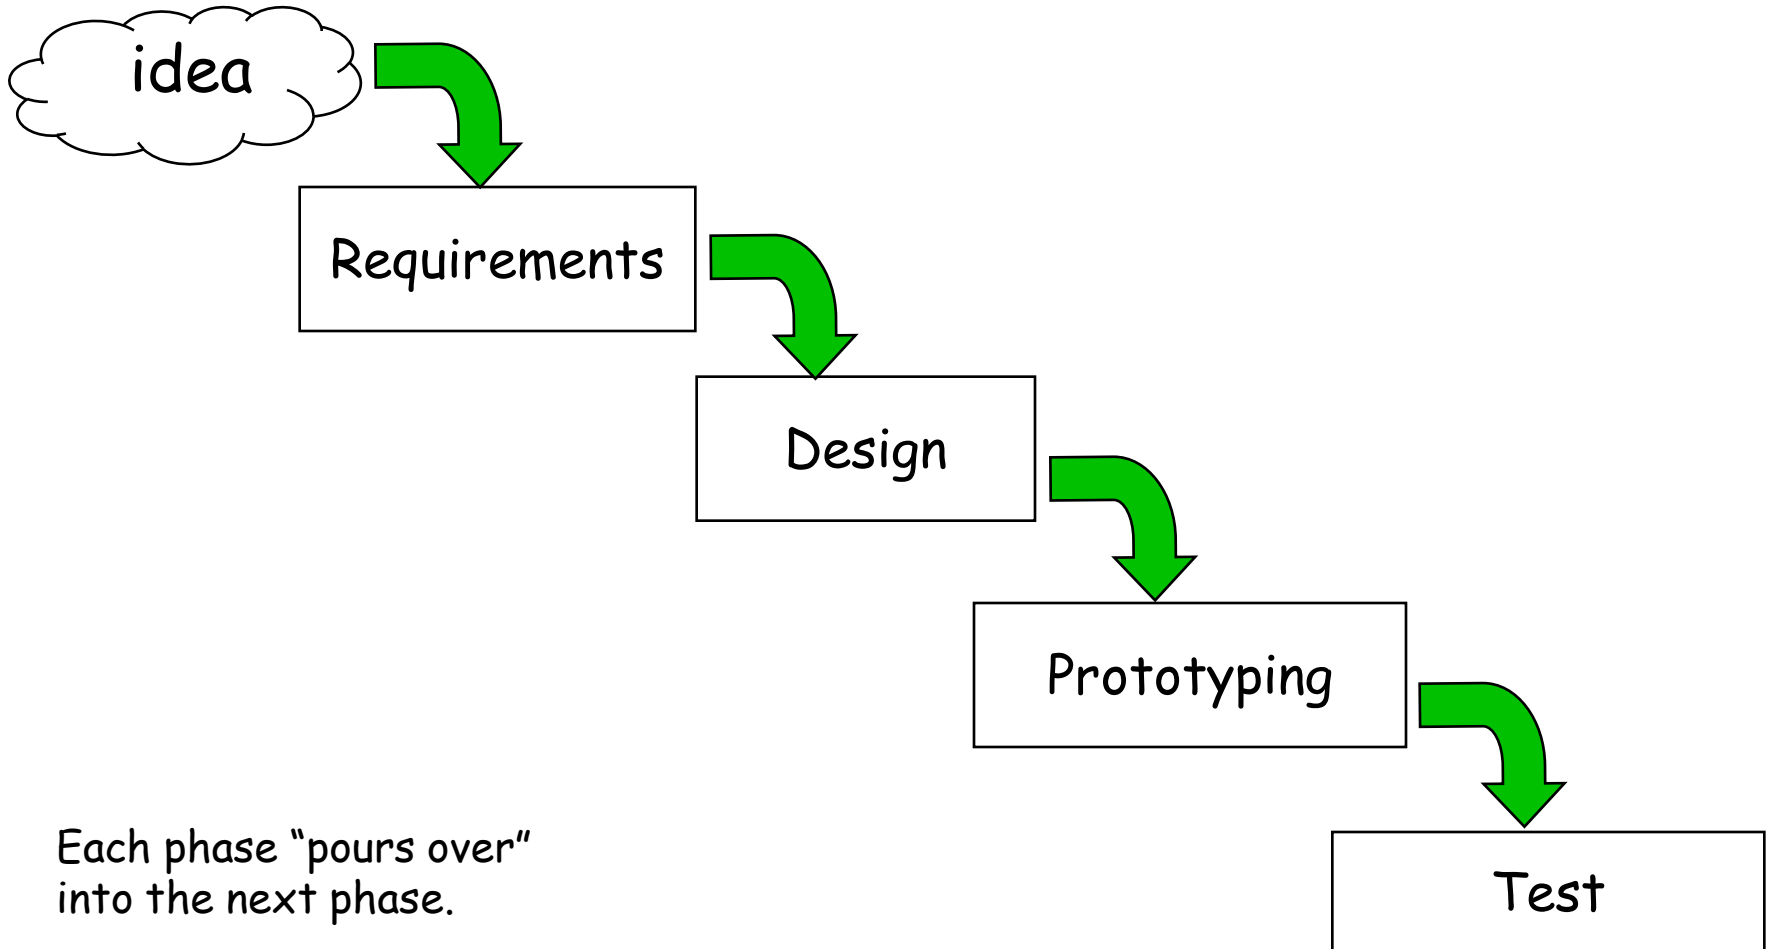 idea
Requirements
Design
Prototyping
Test
Each phase “pours over”
into the next phase.